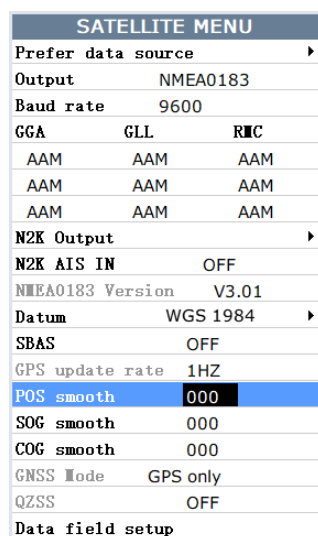 SATELLITE MENU
Prefer data source
Output NMEA0183
Baud rate 9600
GGA GLL RMC
AAM AAM AAM
AAM AAM AAM
AAM AAM AAM
N2K Output
N2K AIS IN OFF
NMEA0183 Version V3.01
Datum WGS 1984
SBAS OFF
GPS update rate 1HZ
POS smooth 000
SOG smooth 000
COG smooth 000
GNSS Mode GPS only
QZSS OFF
Data field setup